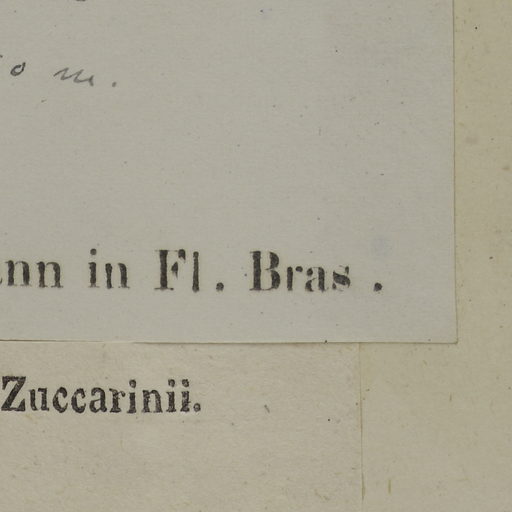 o m.
nn in Fl. Bras.
Zuccarinii.